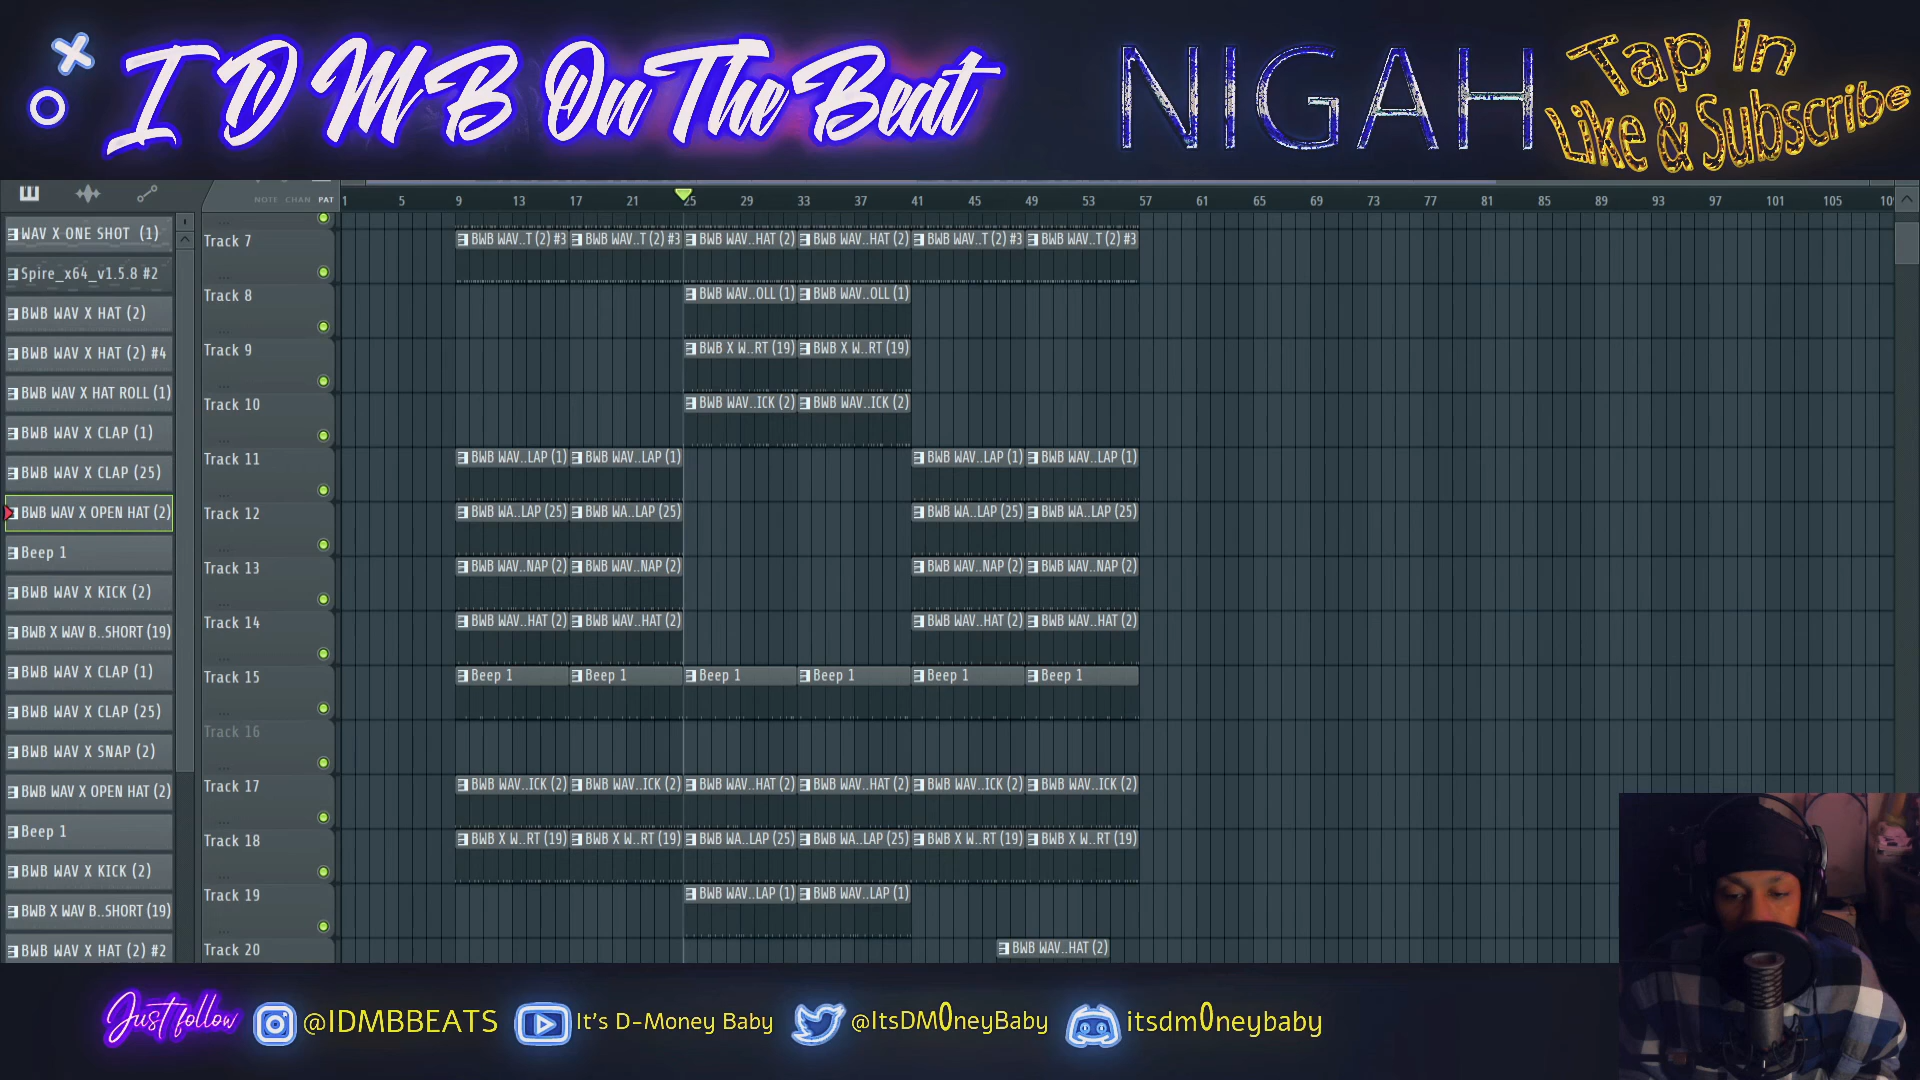 I D M B On The Beat
NIGAH
Tap In
Like & Subscribe
NOTE CHAN PAT
1 5 9 13 17 21 25 29 33 37 41 45 49 53 57 61 65 69 73 77 81 85 89 93 97 101 105
WAV X ONE SHOT (1)
Spire_x64_v1.5.8 #2
BWB WAV X HAT (2)
BWB WAV X HAT (2) #4
BWB WAV X HAT ROLL (1)
BWB WAV X CLAP (1)
BWB WAV X CLAP (25)
BWB WAV X OPEN HAT (2)
Beep 1
BWB WAV X KICK (2)
BWB X WAV B..SHORT (19)
BWB WAV X CLAP (1)
BWB WAV X CLAP (25)
BWB WAV X SNAP (2)
BWB WAV X OPEN HAT (2)
Beep 1
BWB WAV X KICK (2)
BWB X WAV B..SHORT (19)
BWB WAV X HAT (2) #2
Track 7 BWB WAV..T (2) #3 BWB WAV..T (2) #3 BWB WAV..HAT (2) BWB WAV..HAT (2) BWB WAV..T (2) #3 BWB WAV..T (2) #3
Track 8 BWB WAV..OLL (1) BWB WAV..OLL (1)
Track 9 BWB X W..RT (19) BWB X W..RT (19)
Track 10 BWB WAV..ICK (2) BWB WAV..ICK (2)
Track 11 BWB WAV..LAP (1) BWB WAV..LAP (1) BWB WAV..LAP (1) BWB WAV..LAP (1)
Track 12 BWB WA..LAP (25) BWB WA..LAP (25) BWB WA..LAP (25) BWB WA..LAP (25)
Track 13 BWB WAV..NAP (2) BWB WAV..NAP (2) BWB WAV..NAP (2) BWB WAV..NAP (2)
Track 14 BWB WAV..HAT (2) BWB WAV..HAT (2) BWB WAV..HAT (2) BWB WAV..HAT (2)
Track 15 Beep 1 Beep 1 Beep 1 Beep 1 Beep 1 Beep 1
Track 16
Track 17 BWB WAV..ICK (2) BWB WAV..ICK (2) BWB WAV..HAT (2) BWB WAV..HAT (2) BWB WAV..ICK (2) BWB WAV..ICK (2)
Track 18 BWB X W..RT (19) BWB X W..RT (19) BWB WA..LAP (25) BWB WA..LAP (25) BWB X W..RT (19) BWB X W..RT (19)
Track 19 BWB WAV..LAP (1) BWB WAV..LAP (1)
Track 20 BWB WAV..HAT (2)
Just follow @IDMBBEATS It's D-Money Baby @ItsDM0neyBaby itsdm0neybaby